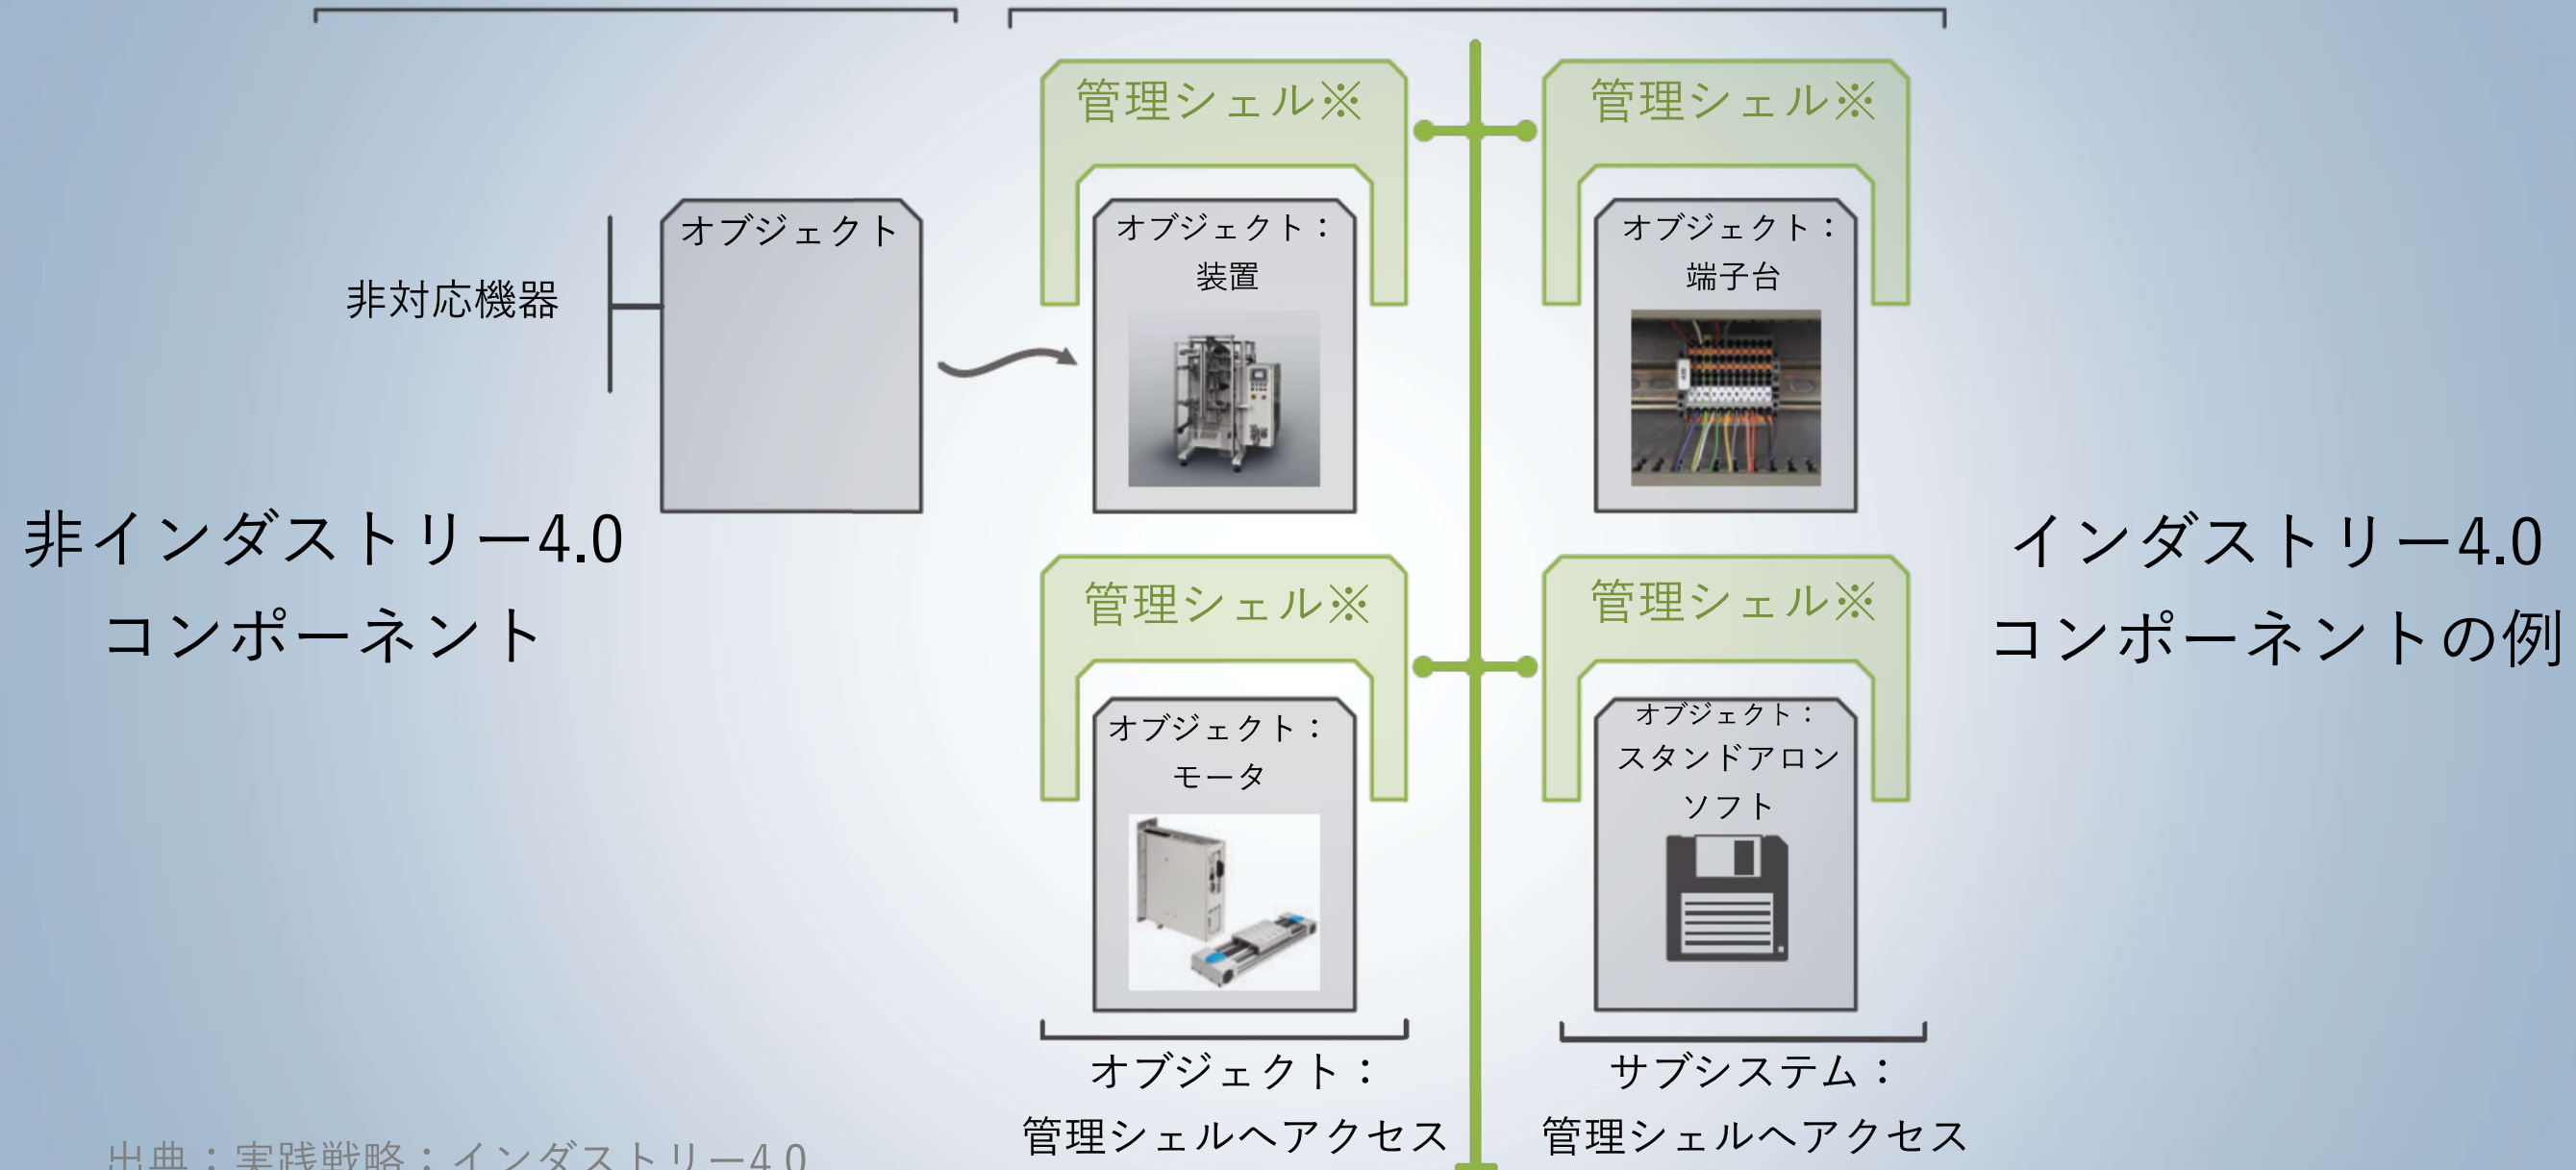 管理シェル※
管理シェル※
オブジェクト
オブジェクト：
装置
オブジェクト：
端子台
非対応機器
非インダストリー4.0
コンポーネント
インダストリー4.0
コンポーネントの例
管理シェル※
管理シェル※
オブジェクト：
モータ
オブジェクト：
スタンドアロン
ソフト
オブジェクト：
管理シェルへアクセス
サブシステム：
管理シェルへアクセス
出典：実践戦略：インダストリー4.0